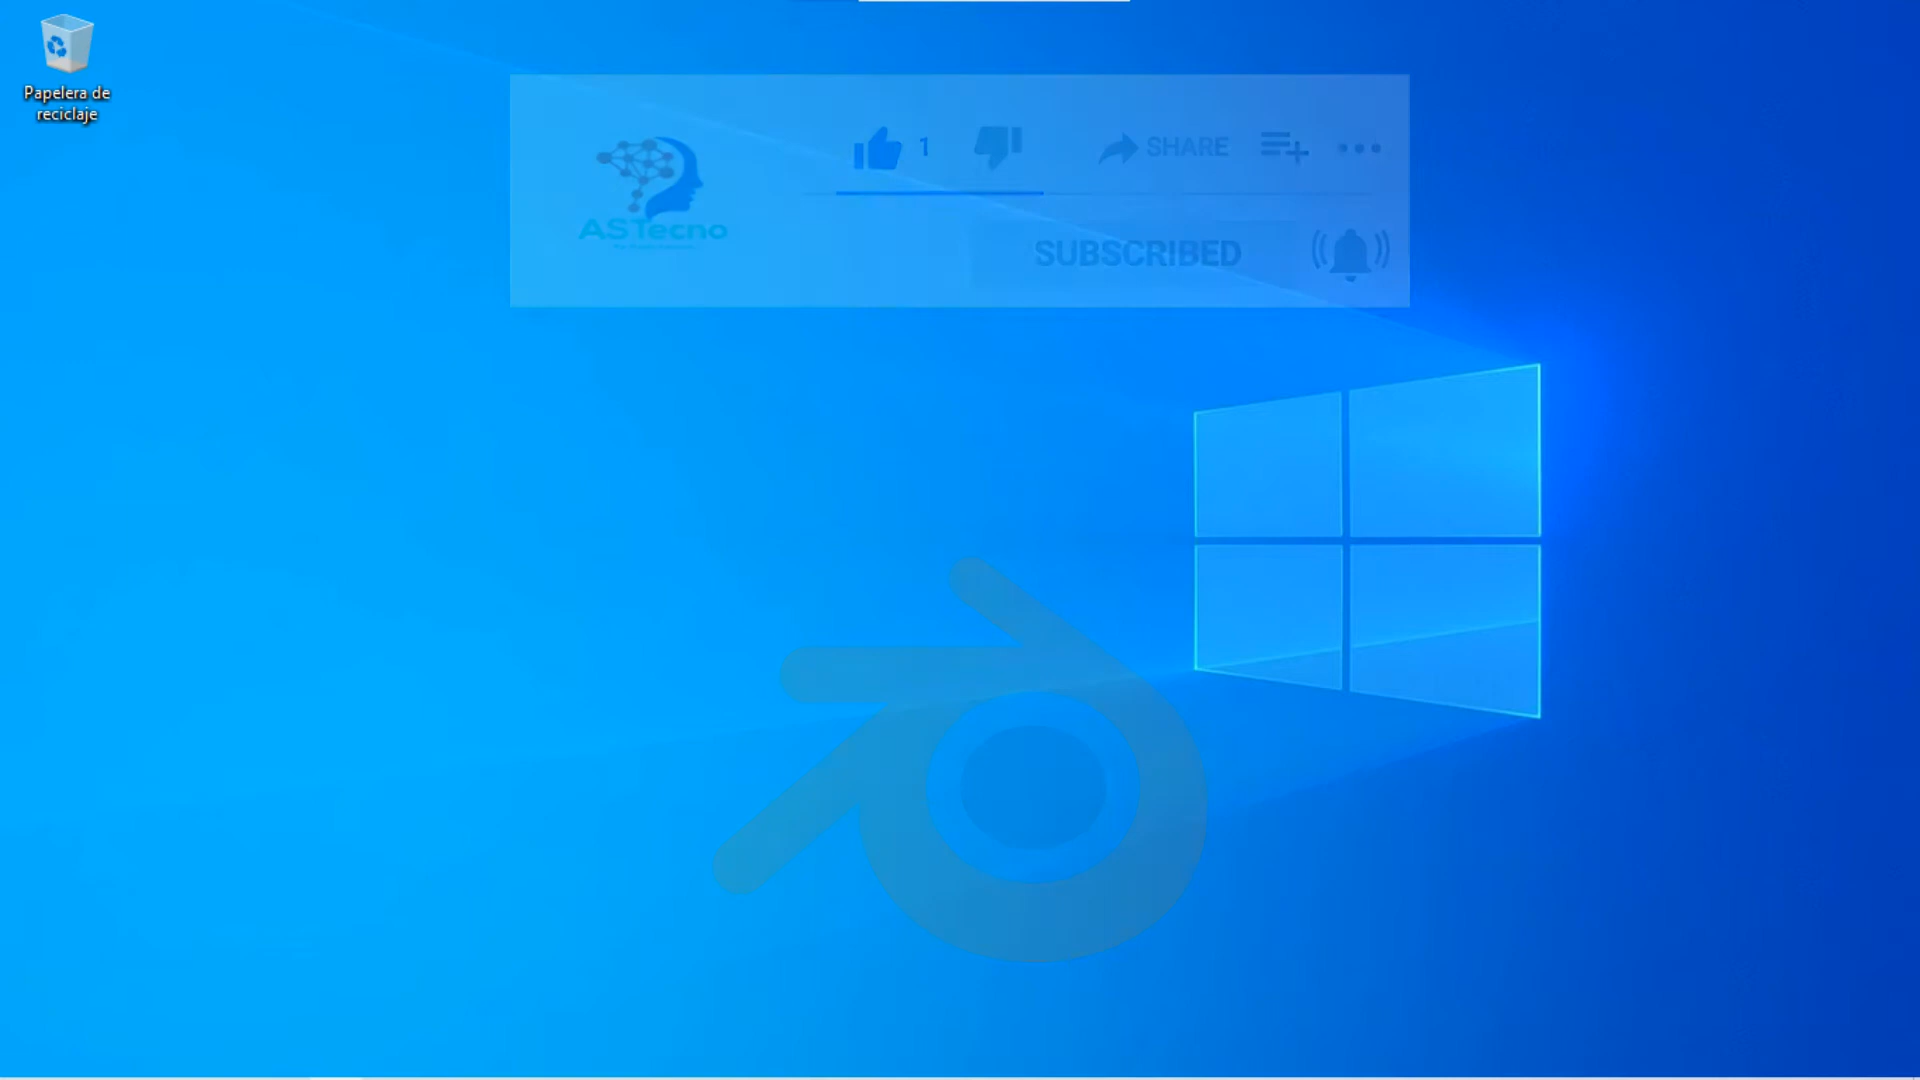 Papelera de
reciclaje
1
SHARE
ASTecno
SUBSCRIBED